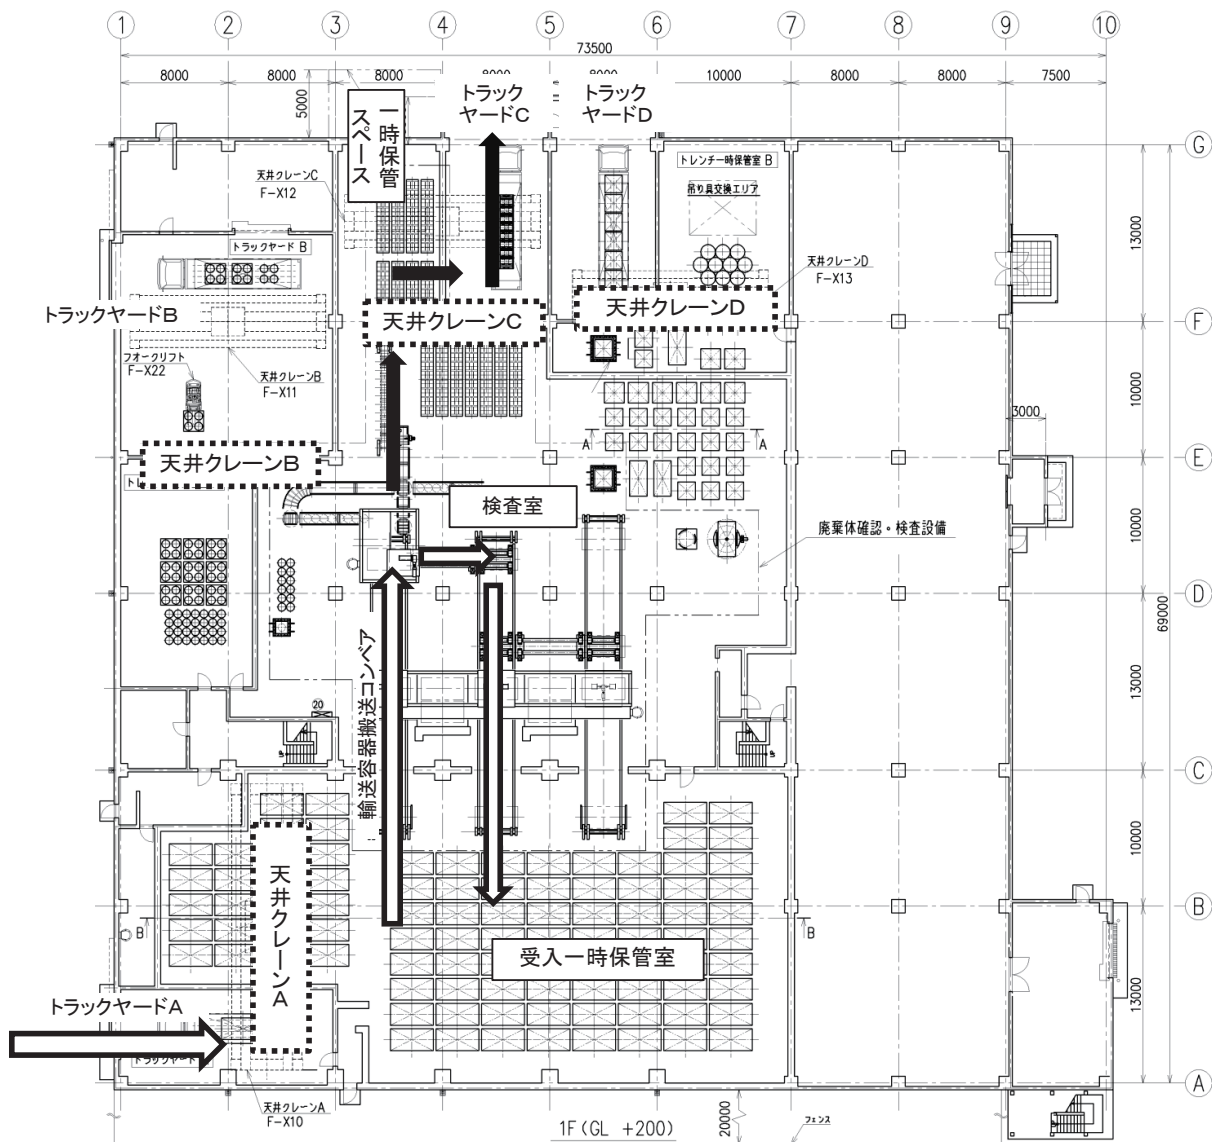 1 2 3 4 5 6 7 8 9 10
73500
8000 8000 8000 8000 8000 10000 8000 8000 7500
5000
トラック
ヤードC
トラック
ヤードD
一時保管
スペース
G
天井クレーンC
F-X12
トレンチ一時保管室 B
吊り具交換エリア
13000
トラックヤード B
天井クレーンD
F-X13
トラックヤードB
天井クレーンC
天井クレーンD
F
フオークリフト
F-X22
天井クレーンB
F-X11
10000
3000
A A
天井クレーンB
E
検査室
廃棄体確認・検査設備
10000
D
69000
輸送容器搬送コンベア
13000
20
C
天井クレーンA
10000
B
B B
受入一時保管室
トラックヤードA
13000
トラックヤード
A
天井クレーンA
F-X10
1F(GL +200)
20000
フェンス